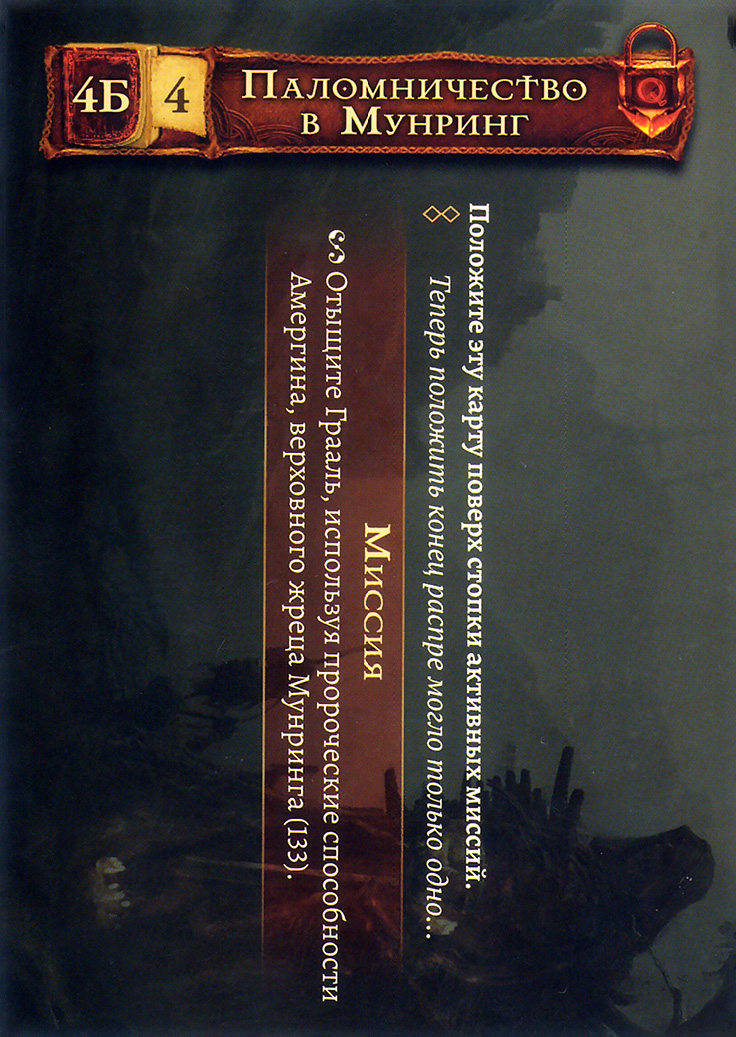 4Б
4
Паломничество
в Мунринг
Q
Положите эту карту поверх стопки активных миссий.
Теперь положить конец распре могло только одно...
Миссия
Отыщите Грааль, используя пророческие способности
Амергина, верховного жреца Мунринга (133).